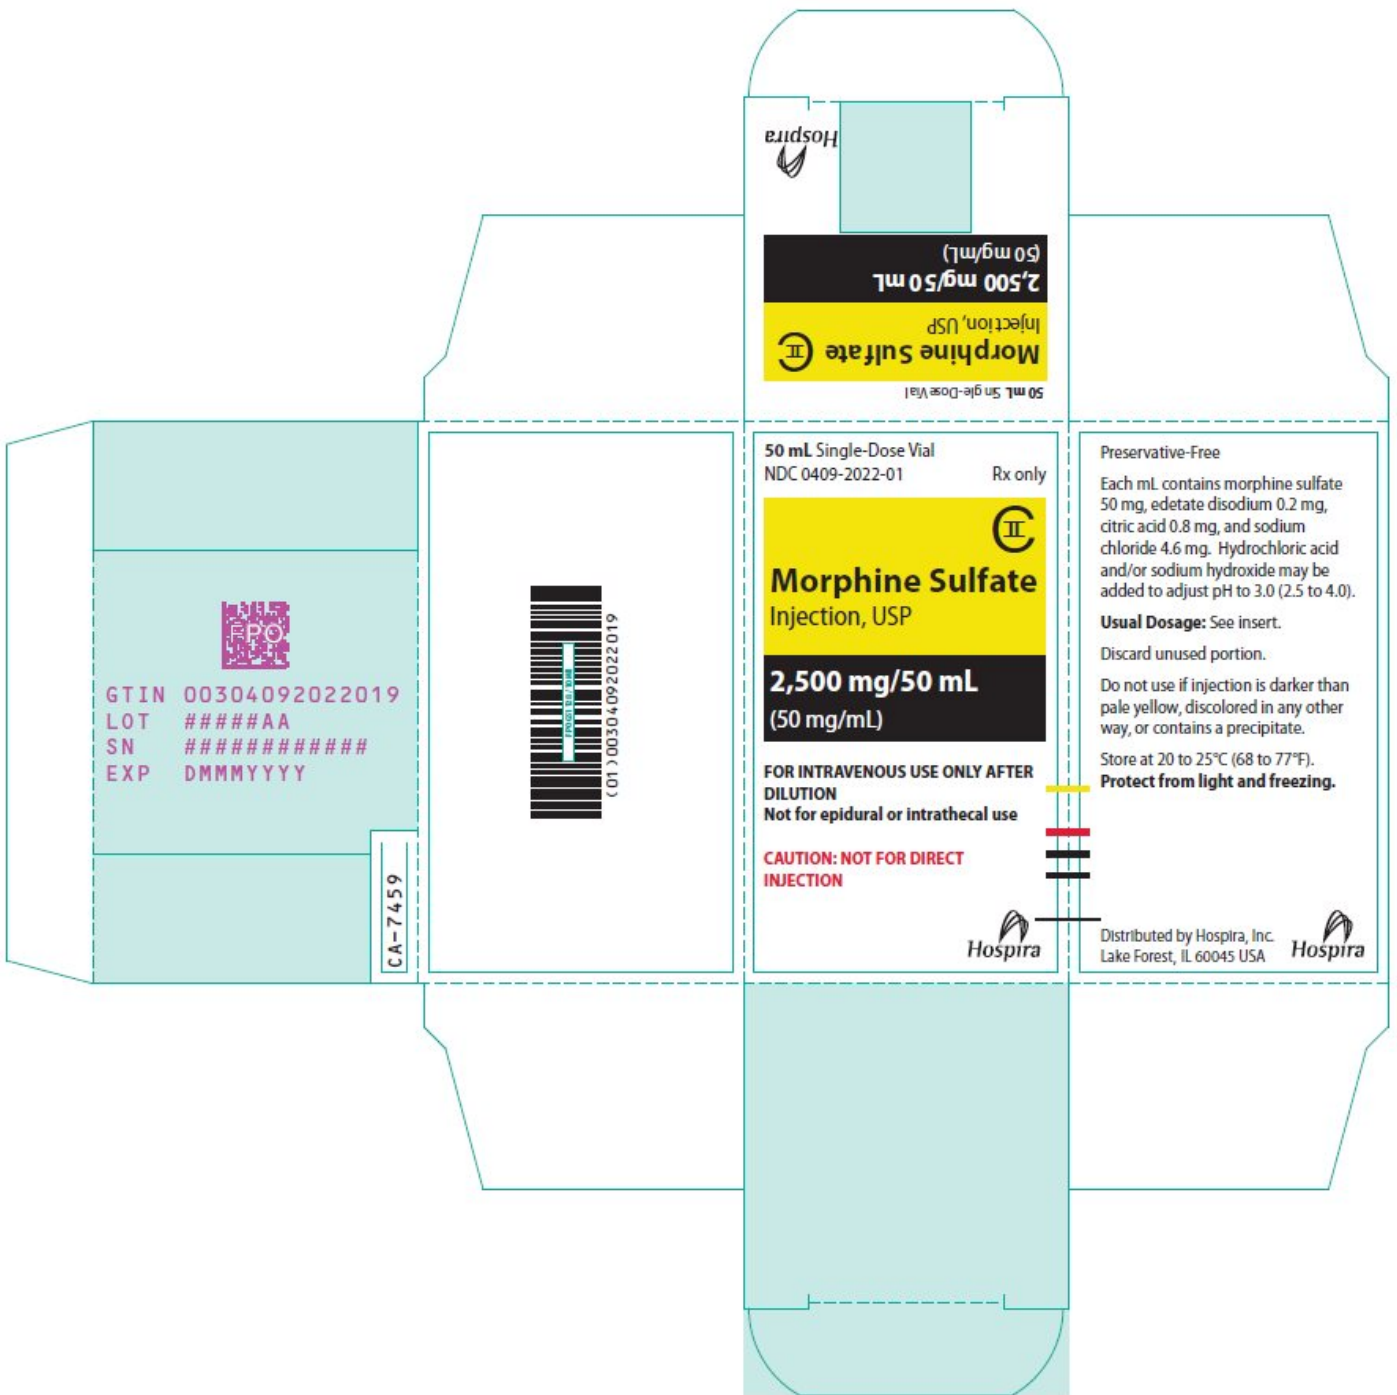 Hospira
(50 mg/mL)
2,500 mg/50 mL
Injection, USP
Morphine Sulfate CII
50 mL Single-Dose Vial
FPO
GTIN 00304092022019
LOT #####AA
SN ############
EXP DMMMYYYY
CA-7459
(01)00304092022019
50 mL Single-Dose Vial
NDC 0409-2022-01 Rx only
CII
Morphine Sulfate
Injection, USP
2,500 mg/50 mL
(50 mg/mL)
FOR INTRAVENOUS USE ONLY AFTER
DILUTION
Not for epidural or intrathecal use
CAUTION: NOT FOR DIRECT
INJECTION
Hospira
Preservative-Free
Each mL contains morphine sulfate
50 mg, edetate disodium 0.2 mg,
citric acid 0.8 mg, and sodium
chloride 4.6 mg. Hydrochloric acid
and/or sodium hydroxide may be
added to adjust pH to 3.0 (2.5 to 4.0).
Usual Dosage: See insert.
Discard unused portion.
Do not use if injection is darker than
pale yellow, discolored in any other
way, or contains a precipitate.
Store at 20 to 25°C (68 to 77°F).
Protect from light and freezing.
Distributed by Hospira, Inc.
Lake Forest, IL 60045 USA
Hospira